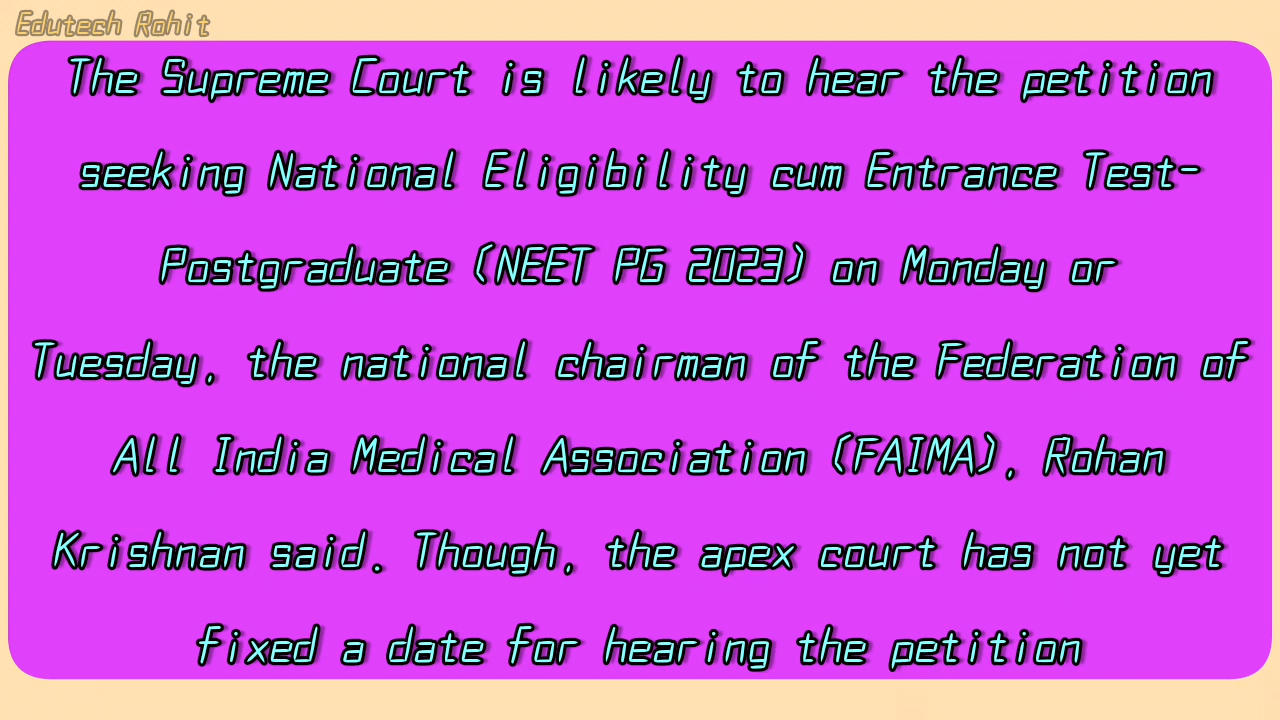 Edutech Rohit
The Supreme Court is likely to hear the petition
seeking National Eligibility cum Entrance Test-
Postgraduate (NEET PG 2023) on Monday or
Tuesday, the national chairman of the Federation of
All India Medical Association (FAIMA), Rohan
Krishnan said. Though, the apex court has not yet
fixed a date for hearing the petition